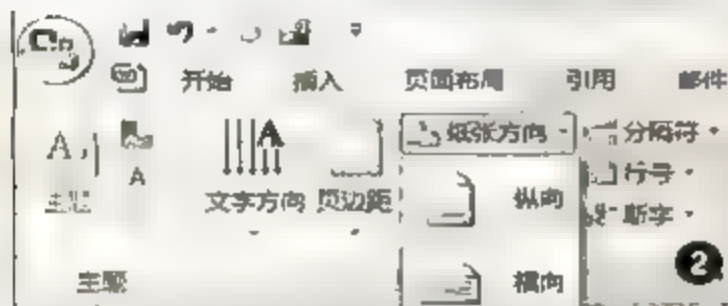 开始 插入 页面布局 引用 邮件
纸张方向 分隔符
A 行号
主题 A 文字方向 页边距 纵向 断字
主题 横向 2